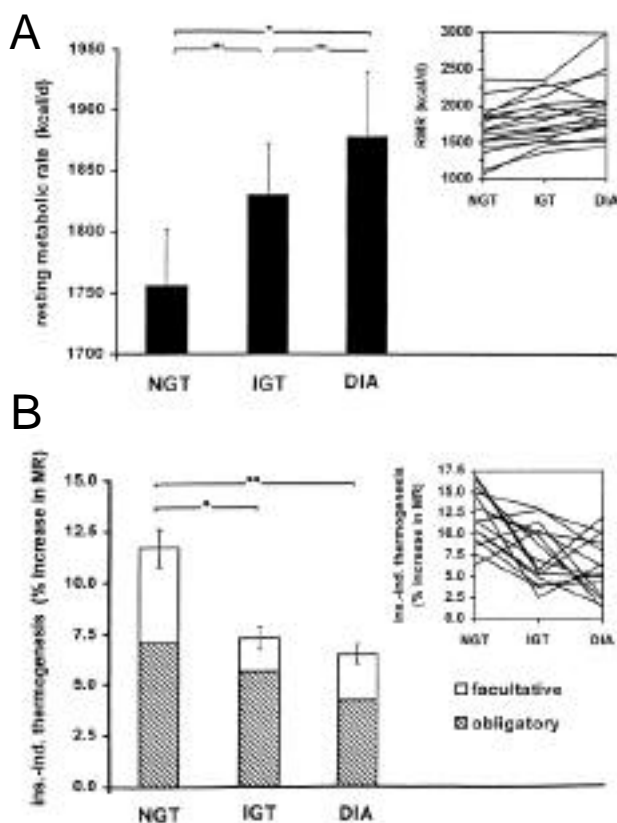 A
resting metabolic rate (kcal/d)
1950
1900
1850
1800
1750
1700
NGT IGT DIA
*
RMR (kcal/d)
3000
2500
2000
1500
1000
NGT IGT DIA
B
ins.-ind. thermogenesis (% increase in MR)
15.0
12.5
10.0
7.5
5.0
2.5
0.0
NGT IGT DIA
**
*
ins.-ind. thermogenesis
(% increase in MR)
17.5
15.0
12.5
10.0
7.5
5.0
2.5
0.0
NGT IGT DIA
facultative
obligatory